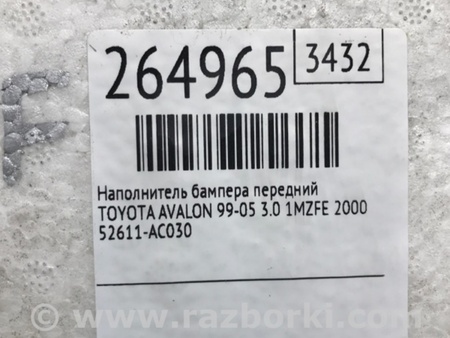 264965 3432
Наполнитель бампера передний
TOYOTA AVALON 99-05 3.0 1MZFE 2000
52611-AC030
www.razborki.com